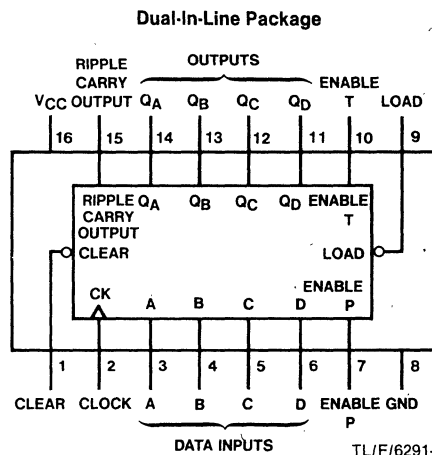 Dual-In-Line Package
OUTPUTS
RIPPLE CARRY OUTPUT
ENABLE T
VCC QA QB QC QD LOAD
16 15 14 13 12 11 10 9
RIPPLE CARRY OUTPUT QA QB QC QD ENABLE T
CLEAR LOAD
CK A B C D ENABLE P
1 2 3 4 5 6 7 8
CLEAR CLOCK A B C D ENABLE P GND
DATA INPUTS
TL/F/6291-